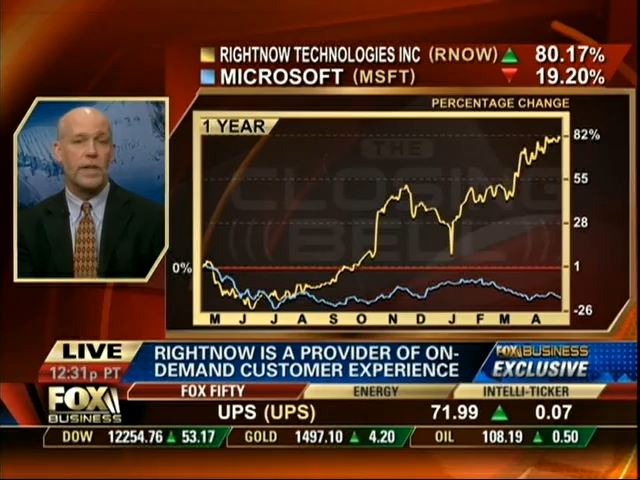 RIGHTNOW TECHNOLOGIES INC (RNOW) 80.17%
MICROSOFT (MSFT) 19.20%
PERCENTAGE CHANGE
1 YEAR
THE
CLOSING
BELL
82%
55
28
0%
1
-26
M J J A S O N D J F M A
LIVE
12:31p PT
RIGHTNOW IS A PROVIDER OF ON-
DEMAND CUSTOMER EXPERIENCE
FOX BUSINESS
EXCLUSIVE
FOX FIFTY ENERGY INTELLI-TICKER
FOX
BUSINESS
UPS (UPS) 71.99 0.07
DOW 12254.76 53.17 GOLD 1497.10 4.20 OIL 108.19 0.50